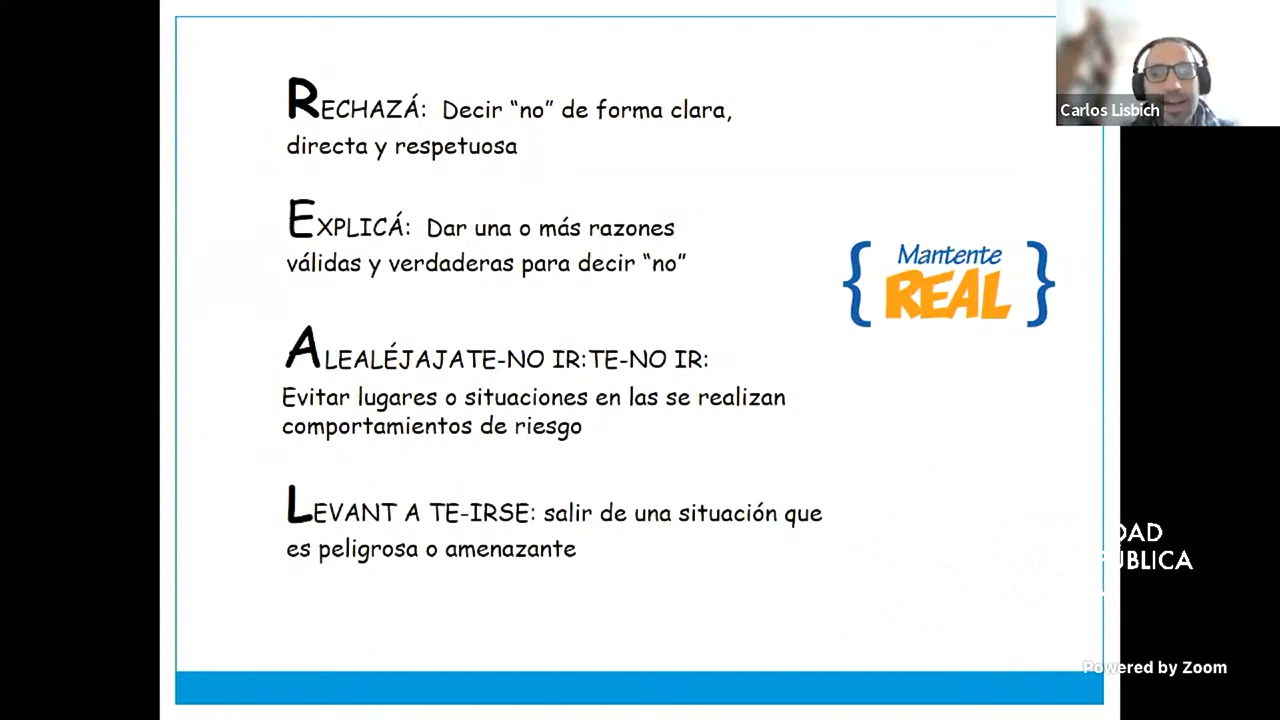 RECHAZÁ: Decir “no” de forma clara,
directa y respetuosa
EXPLICÁ: Dar una o más razones
válidas y verdaderas para decir “no”
ALEALÉJAJATE-NO IR:TE-NO IR:
Evitar lugares o situaciones en las se realizan
comportamientos de riesgo
LEVANT A TE-IRSE: salir de una situación que
es peligrosa o amenazante
{ Mantente
REAL }
Carlos Lisbich
DAD
ÚBLICA
Powered by Zoom